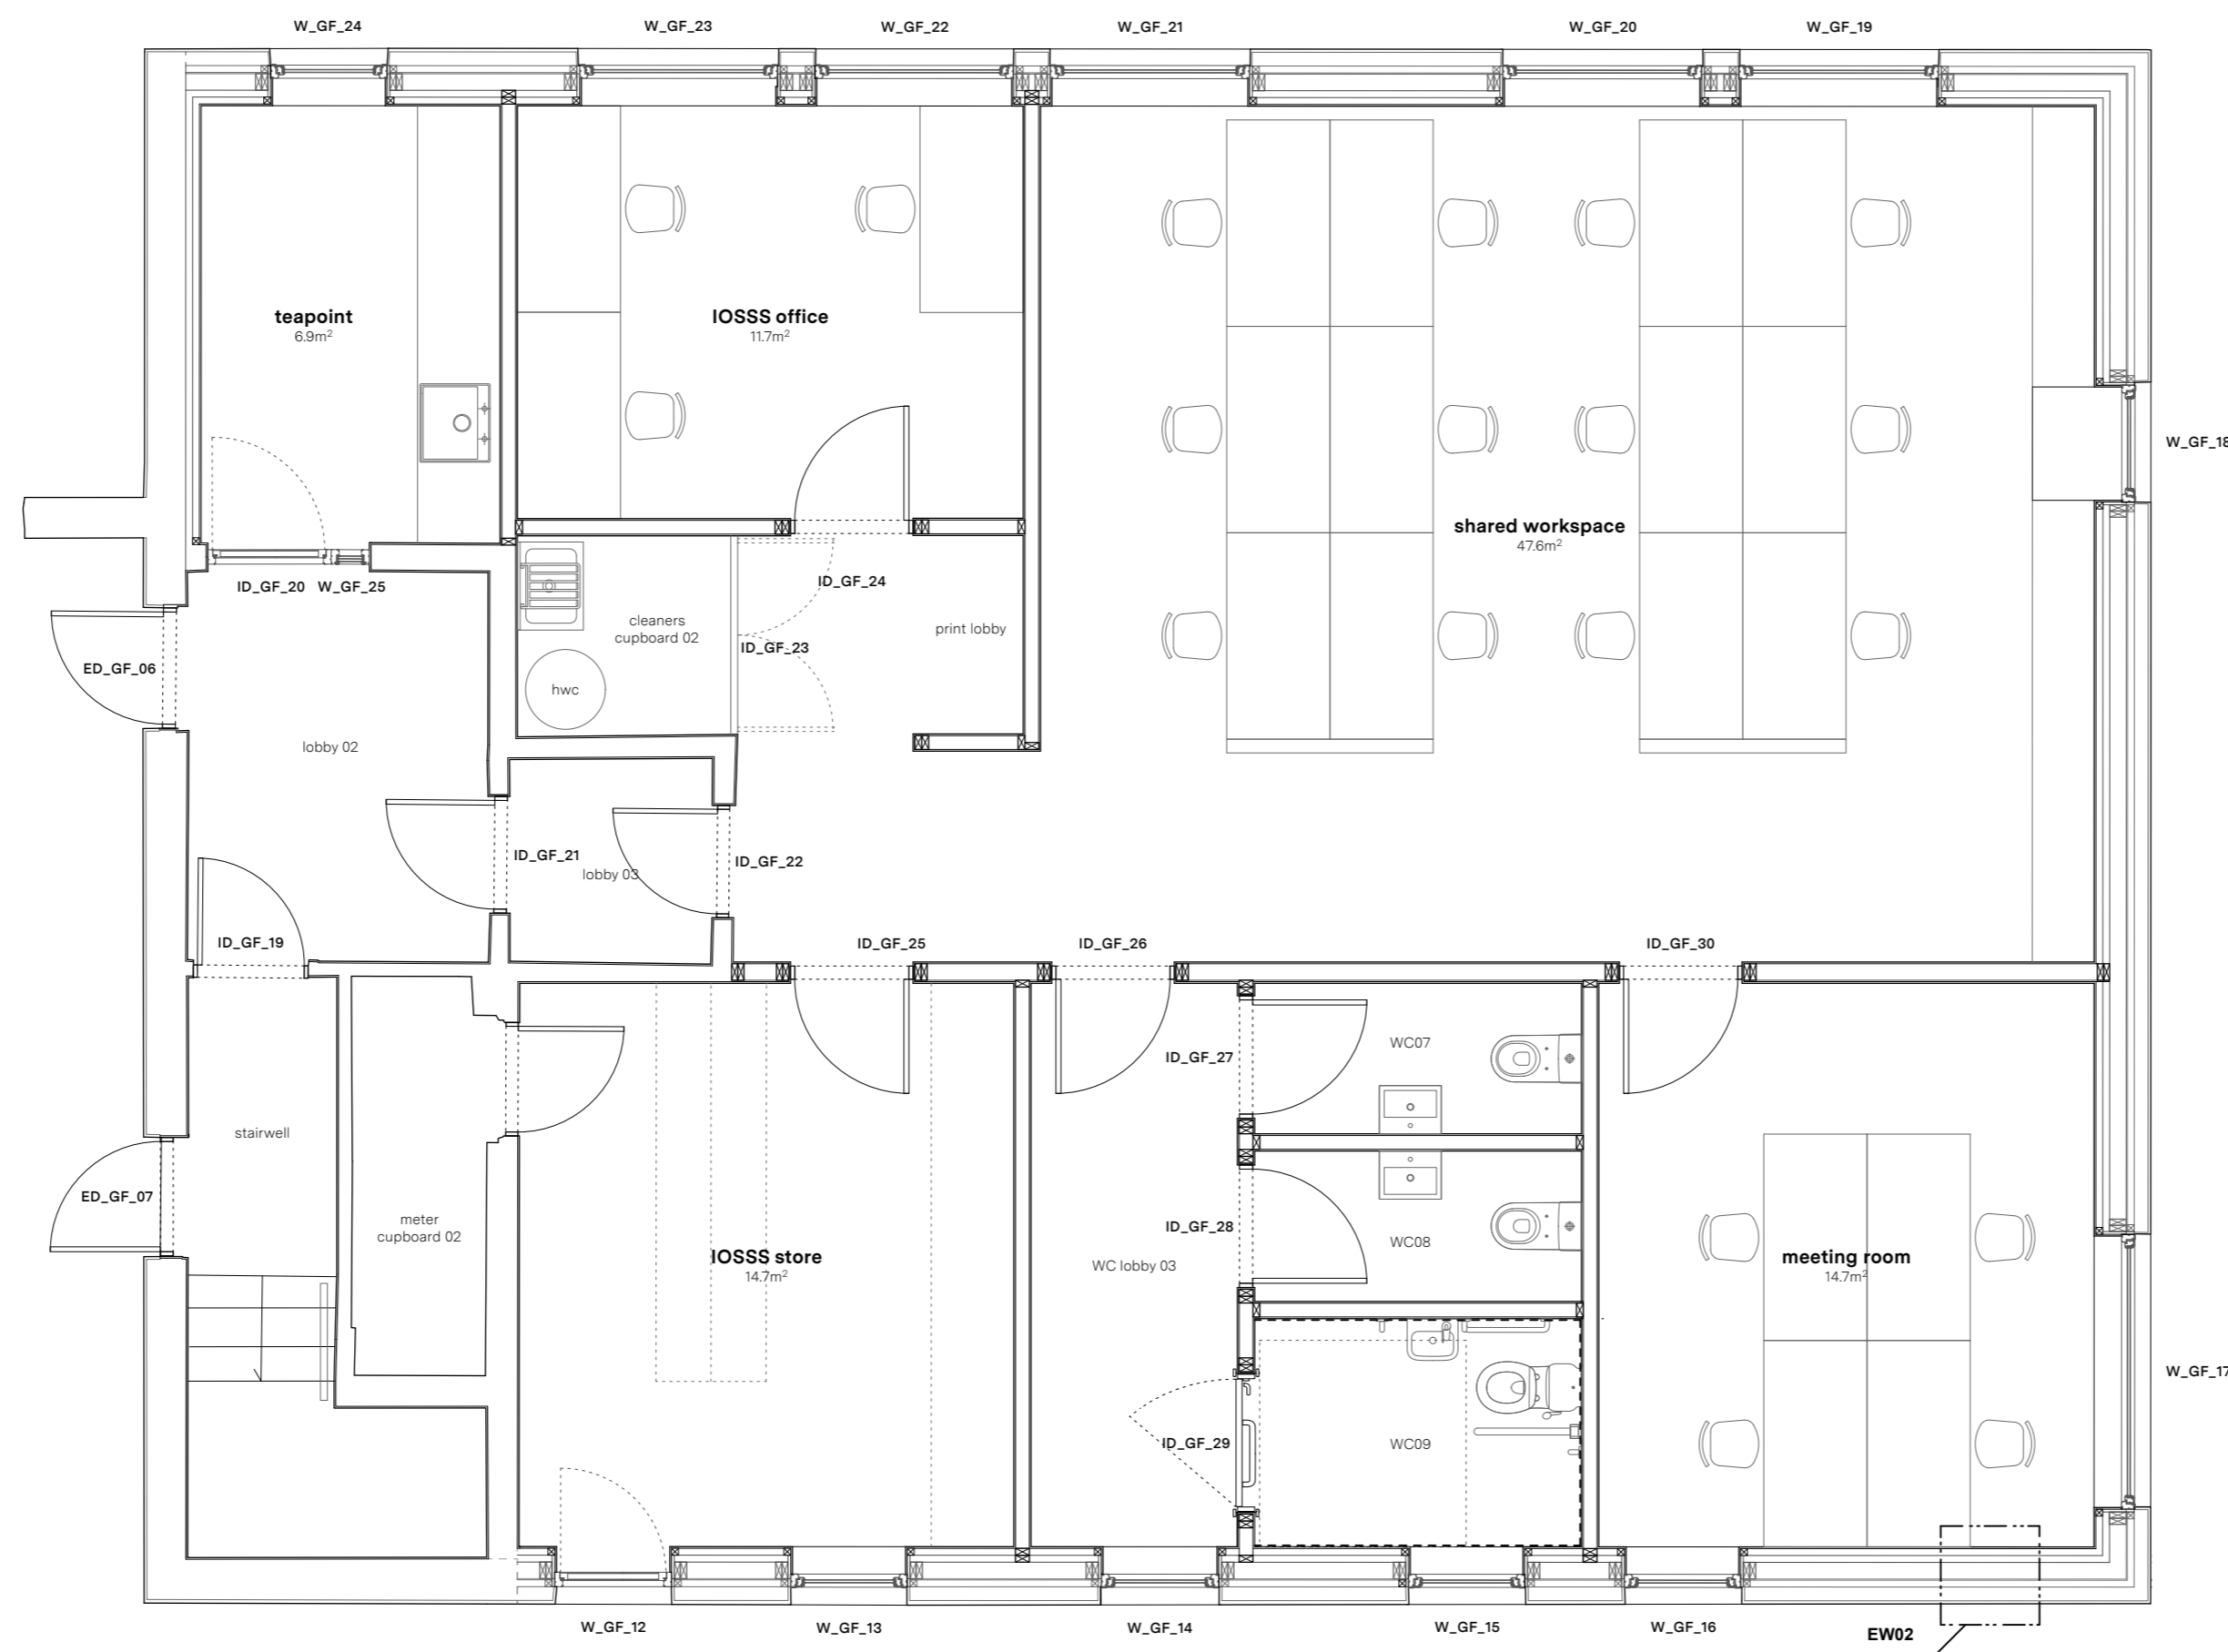 W_GF_24
W_GF_23
W_GF_22
W_GF_21
W_GF_20
W_GF_19
teapoint
6.9m²
IOSSS office
11.7m²
W_GF_18
shared workspace
47.6m²
ID_GF_20
W_GF_25
ID_GF_24
cleaners
cupboard 02
print lobby
ID_GF_23
ED_GF_06
hwc
lobby 02
ID_GF_21
ID_GF_22
lobby 03
ID_GF_19
ID_GF_25
ID_GF_26
ID_GF_30
WC07
ID_GF_27
stairwell
ED_GF_07
meter
cupboard 02
ID_GF_28
WC08
WC lobby 03
IOSSS store
14.7m²
meeting room
14.7m²
W_GF_17
ID_GF_29
WC09
W_GF_12
W_GF_13
W_GF_14
W_GF_15
W_GF_16
EW02